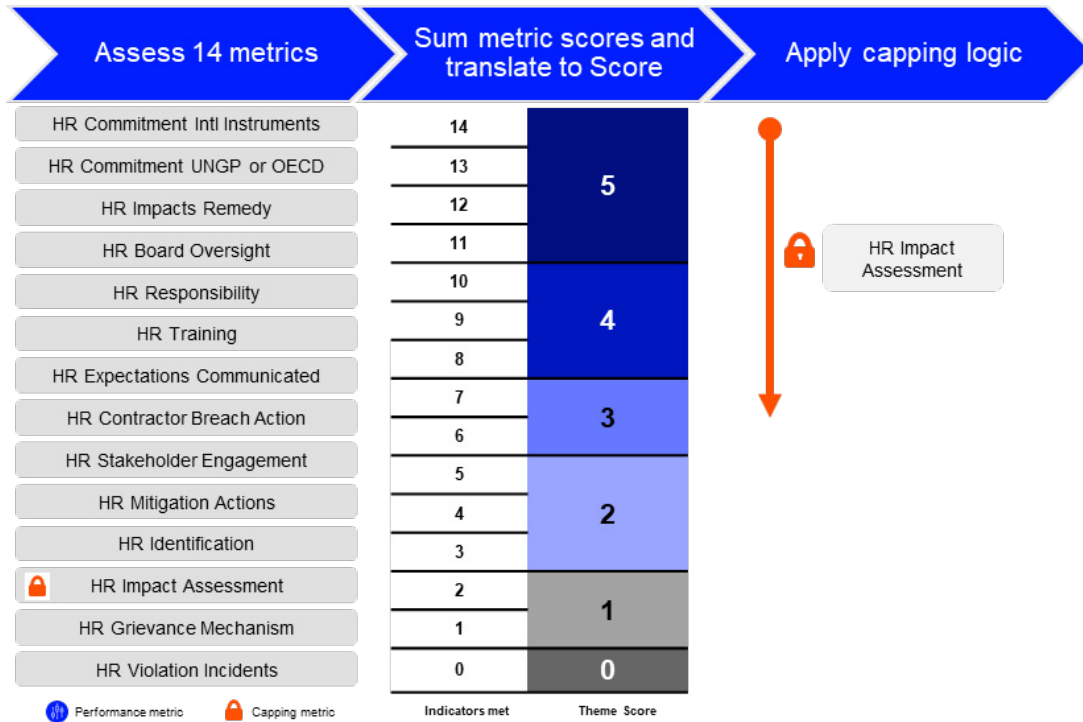 Assess 14 metrics
Sum metric scores and
translate to Score
Apply capping logic
HR Commitment Intl Instruments
HR Commitment UNGP or OECD
HR Impacts Remedy
HR Board Oversight
HR Responsibility
HR Training
HR Expectations Communicated
HR Contractor Breach Action
HR Stakeholder Engagement
HR Mitigation Actions
HR Identification
HR Impact Assessment
HR Grievance Mechanism
HR Violation Incidents
Performance metric
Capping metric
14
13
12
11
10
9
8
7
6
5
4
3
2
1
0
Indicators met
5
4
3
2
1
0
Theme Score
HR Impact
Assessment